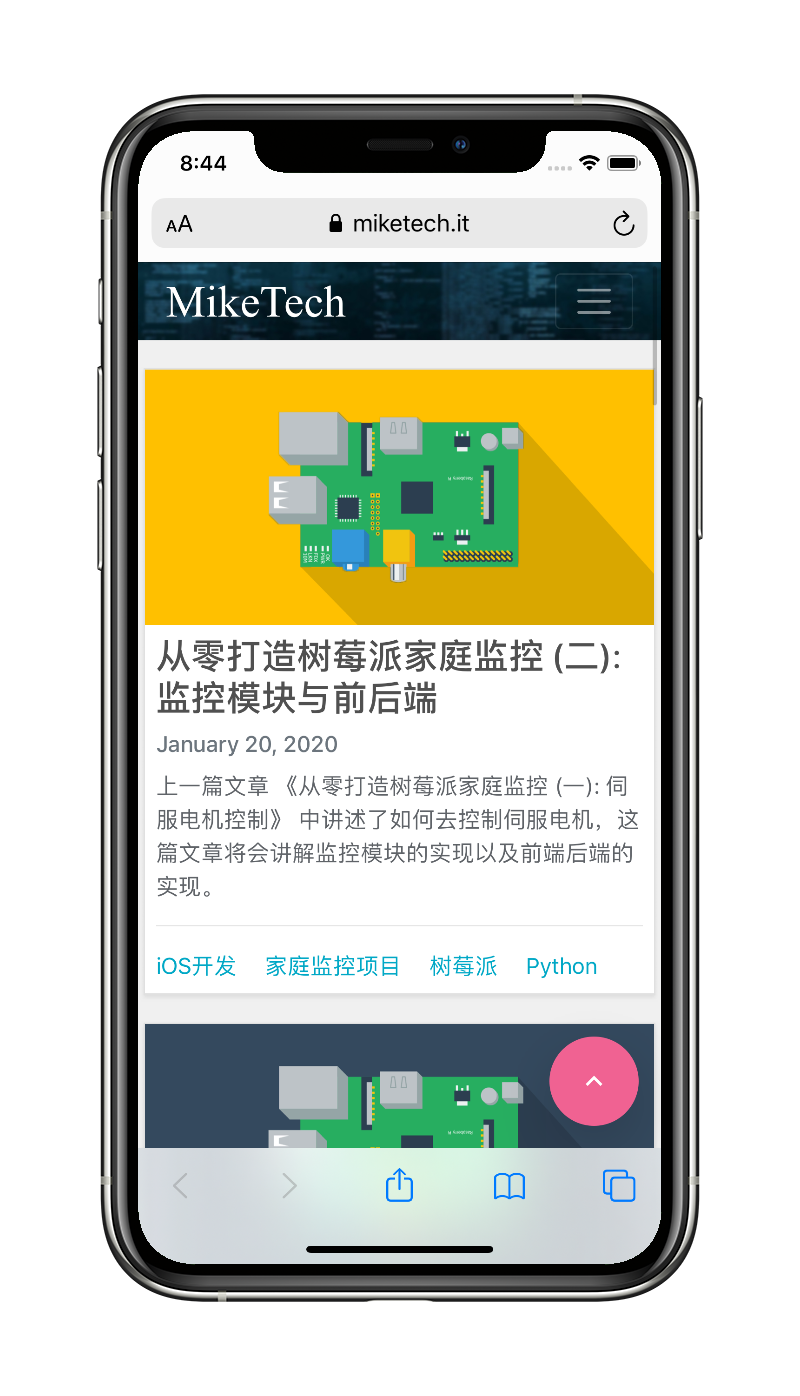 8:44
AA
miketech.it
MikeTech
从零打造树莓派家庭监控 (二):
监控模块与前后端
January 20, 2020
上一篇文章 《从零打造树莓派家庭监控 (一): 伺
服电机控制》 中讲述了如何去控制伺服电机，这
篇文章将会讲解监控模块的实现以及前端后端的
实现。
iOS开发 家庭监控项目 树莓派 Python